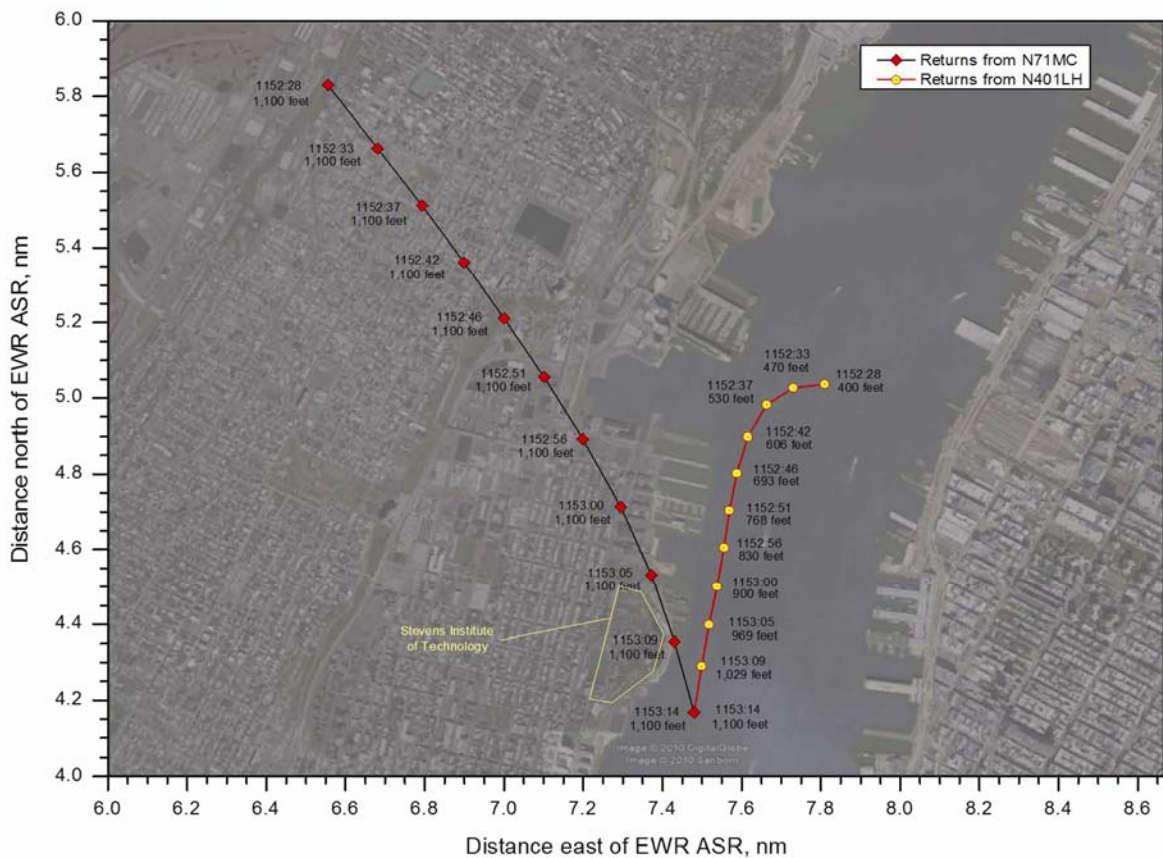 6.0
5.8
5.6
5.4
5.2
5.0
4.8
4.6
4.4
4.2
4.0
Distance north of EWR ASR, nm
Returns from N71MC
Returns from N401LH
1152:28
1,100 feet
1152:33
1,100 feet
1152:37
1,100 feet
1152:42
1,100 feet
1152:46
1,100 feet
1152:51
1,100 feet
1152:56
1,100 feet
1153:00
1,100 feet
1153:05
1,100 feet
1153:09
1,100 feet
1153:14
1,100 feet
1152:28
400 feet
1152:33
470 feet
1152:37
530 feet
1152:42
606 feet
1152:46
693 feet
1152:51
768 feet
1152:56
830 feet
1153:00
900 feet
1153:05
969 feet
1153:09
1,029 feet
1153:14
1,100 feet
Stevens Institute
of Technology
Image © 2010 DigitalGlobe
Image © 2010 Sanborn
6.0 6.2 6.4 6.6 6.8 7.0 7.2 7.4 7.6 7.8 8.0 8.2 8.4 8.6
Distance east of EWR ASR, nm